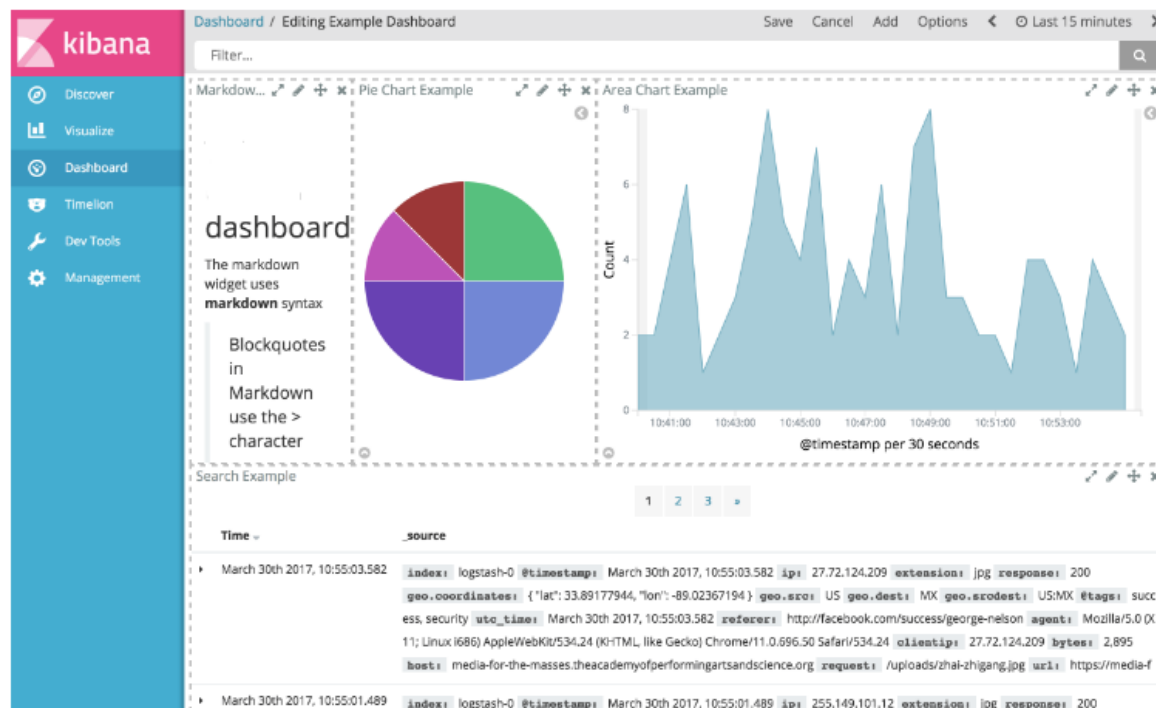 kibana
Dashboard / Editing Example Dashboard
Save Cancel Add Options Last 15 minutes
Filter...
Discover
Visualize
Dashboard
Timelion
Dev Tools
Management
Markdow...
dashboard
The markdown
widget uses
markdown syntax
Blockquotes
in
Markdown
use the >
character
Pie Chart Example
Area Chart Example
8
6
4
2
0
Count
10:41:00 10:43:00 10:45:00 10:47:00 10:49:00 10:51:00 10:53:00
@timestamp per 30 seconds
Search Example
1 2 3 »
Time _source
March 30th 2017, 10:55:03.582 index: logstash-0 @timestamp: March 30th 2017, 10:55:03.582 ip: 27.72.124.209 extension: jpg response: 200
geo.coordinates: { "lat": 33.89177944, "lon": -89.02367194 } geo.src: US geo.dest: MX geo.srcdest: US:MX @tags: succ
ess, security utc_time: March 30th 2017, 10:55:03.582 referer: http://facebook.com/success/george-nelson agent: Mozilla/5.0 (X
11; Linux i686) AppleWebKit/534.24 (KHTML, like Gecko) Chrome/11.0.696.50 Safari/534.24 clientip: 27.72.124.209 bytes: 2,895
host: media-for-the-masses.theacademyofperformingartsandscience.org request: /uploads/zhai-zhigang.jpg url: https://media-f
March 30th 2017, 10:55:01.489 index: logstash-0 @timestamp: March 30th 2017, 10:55:01.489 ip: 255.149.101.12 extension: jpg response: 200